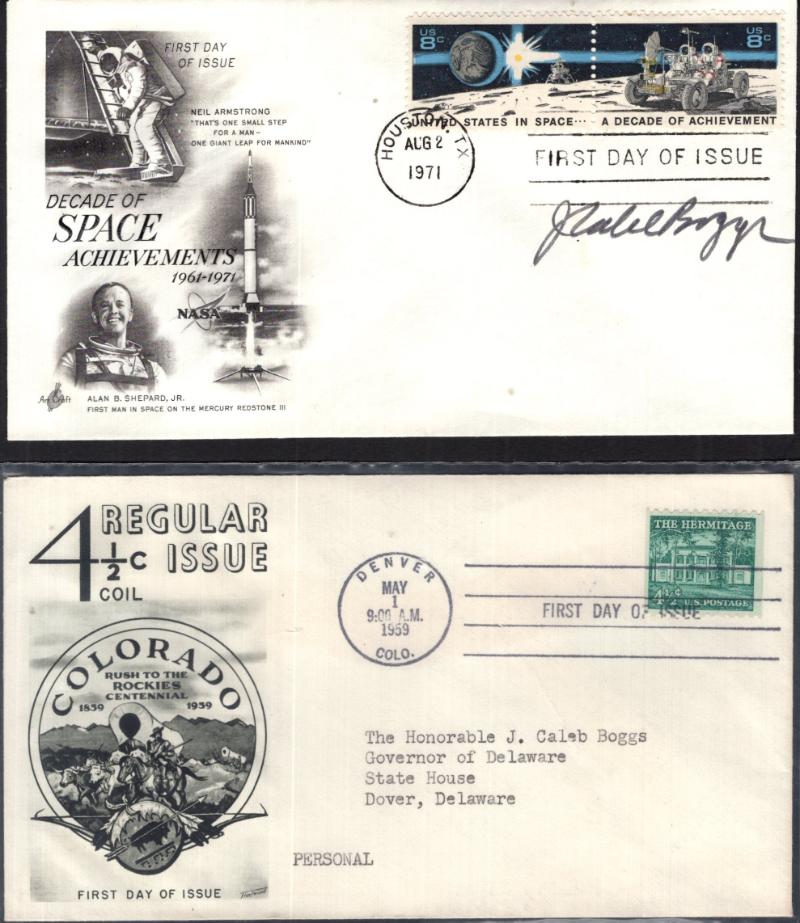 FIRST DAY
OF ISSUE
NEIL ARMSTRONG
"THAT'S ONE SMALL STEP
FOR A MAN —
ONE GIANT LEAP FOR MANKIND"
DECADE OF
SPACE
ACHIEVEMENTS
1961-1971
NASA
ArtCraft
ALAN B. SHEPARD, JR.
FIRST MAN IN SPACE ON THE MERCURY REDSTONE III
US
8c
US
8c
UNITED STATES IN SPACE... A DECADE OF ACHIEVEMENT
HOUSTON, TX
AUG 2
1971
FIRST DAY OF ISSUE
J Caleb Boggs
4 1/2c REGULAR
ISSUE
COIL
COLORADO
RUSH TO THE
ROCKIES
CENTENNIAL
1859 1959
FIRST DAY OF ISSUE
DENVER
MAY
1
9:00 A.M.
1959
COLO.
FIRST DAY OF ISSUE
THE HERMITAGE
4½¢ U.S. POSTAGE
The Honorable J. Caleb Boggs
Governor of Delaware
State House
Dover, Delaware
PERSONAL